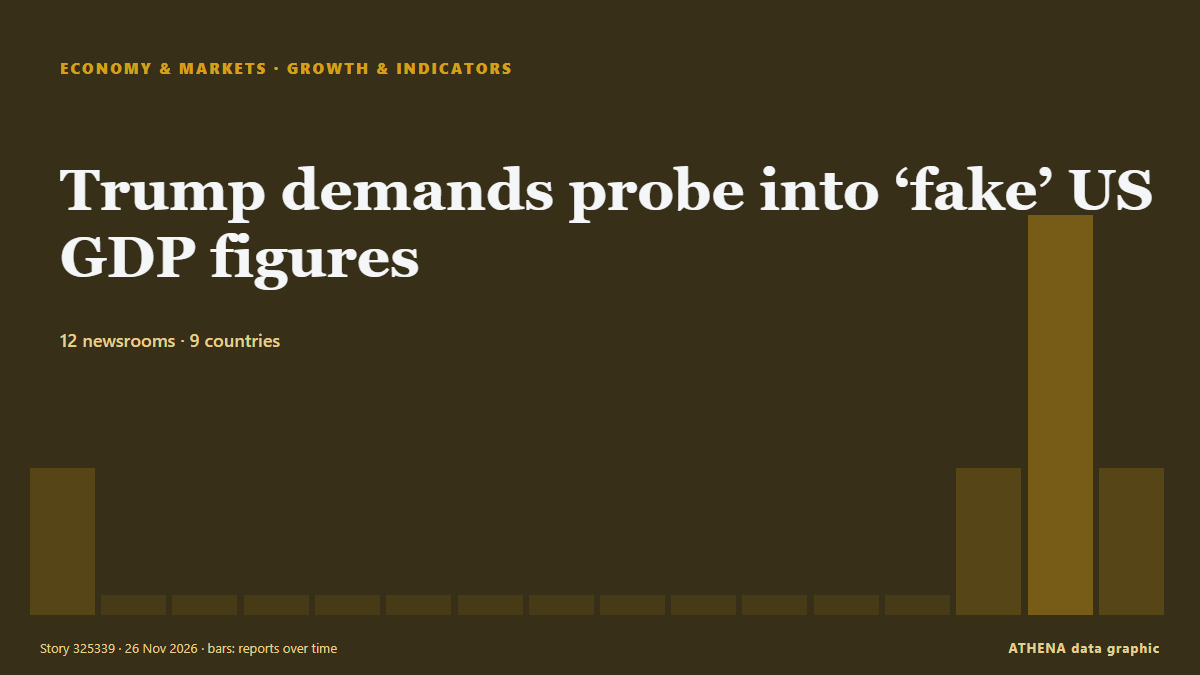 ECONOMY & MARKETS · GROWTH & INDICATORS
Trump demands probe into ‘fake’ US
GDP figures
12 newsrooms · 9 countries
Story 325339 · 26 Nov 2026 · bars: reports over time
ATHENA data graphic